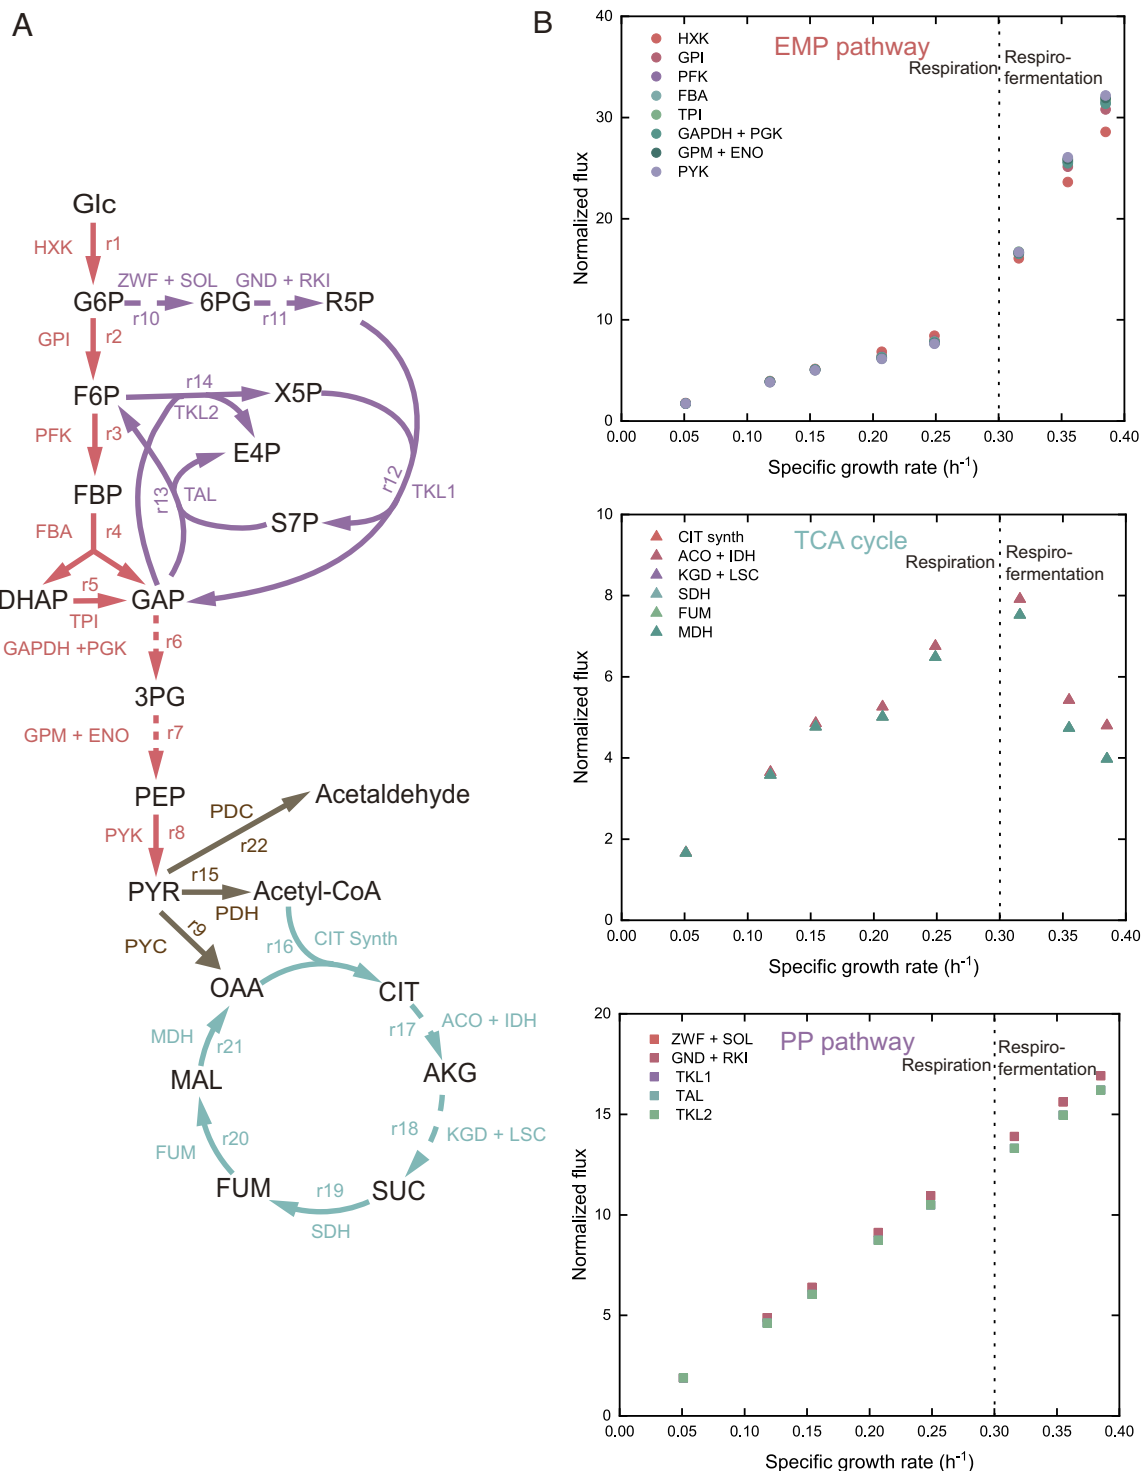 A
Glc
HXK r1
ZWF + SOL GND + RKI
G6P 6PG R5P
r10 r11
GPI r2
r14
F6P X5P
TKL2
PFK r3
E4P
r12
FBP r13 TAL TKL1
S7P
FBA r4
r5
DHAP GAP
TPI
GAPDH +PGK r6
3PG
GPM + ENO r7
PEP Acetaldehyde
PDC
PYK r8 r22
r15
PYR Acetyl-CoA
PDH
r9
PYC CIT Synth
r16
OAA CIT
ACO + IDH
r17
MDH r21
MAL AKG
r18 KGD + LSC
FUM r20
FUM r19 SUC
SDH
B
40
30
20
10
0
Normalized flux
HXK
GPI
PFK
FBA
TPI
GAPDH + PGK
GPM + ENO
PYK
EMP pathway
Respiration
Respiro-
fermentation
0.00 0.05 0.10 0.15 0.20 0.25 0.30 0.35 0.40
Specific growth rate (h-1)
10
8
6
4
2
0
Normalized flux
CIT synth
ACO + IDH
KGD + LSC
SDH
FUM
MDH
TCA cycle
Respiration
Respiro-
fermentation
0.00 0.05 0.10 0.15 0.20 0.25 0.30 0.35 0.40
Specific growth rate (h-1)
20
15
10
5
0
Normalized flux
ZWF + SOL
GND + RKI
TKL1
TAL
TKL2
PP pathway
Respiration
Respiro-
fermentation
0.00 0.05 0.10 0.15 0.20 0.25 0.30 0.35 0.40
Specific growth rate (h-1)